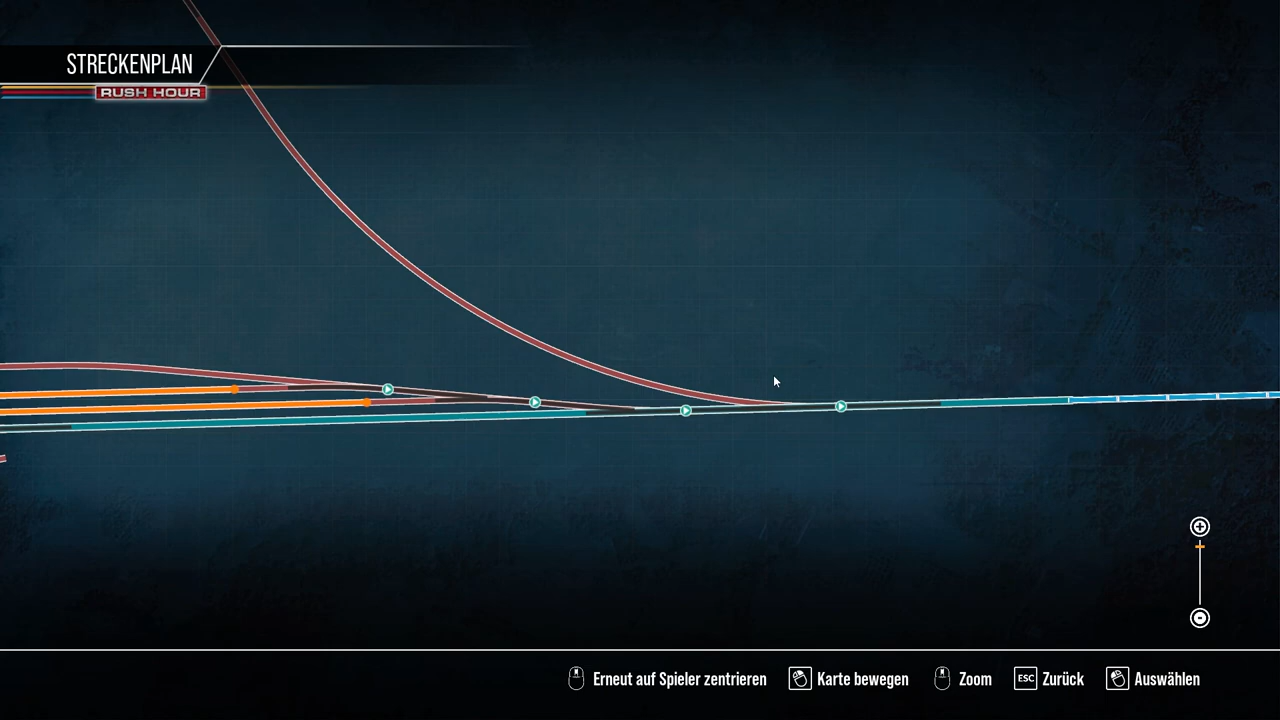 STRECKENPLAN
RUSH HOUR
Erneut auf Spieler zentrieren
Karte bewegen
Zoom
ESC Zurück
Auswählen